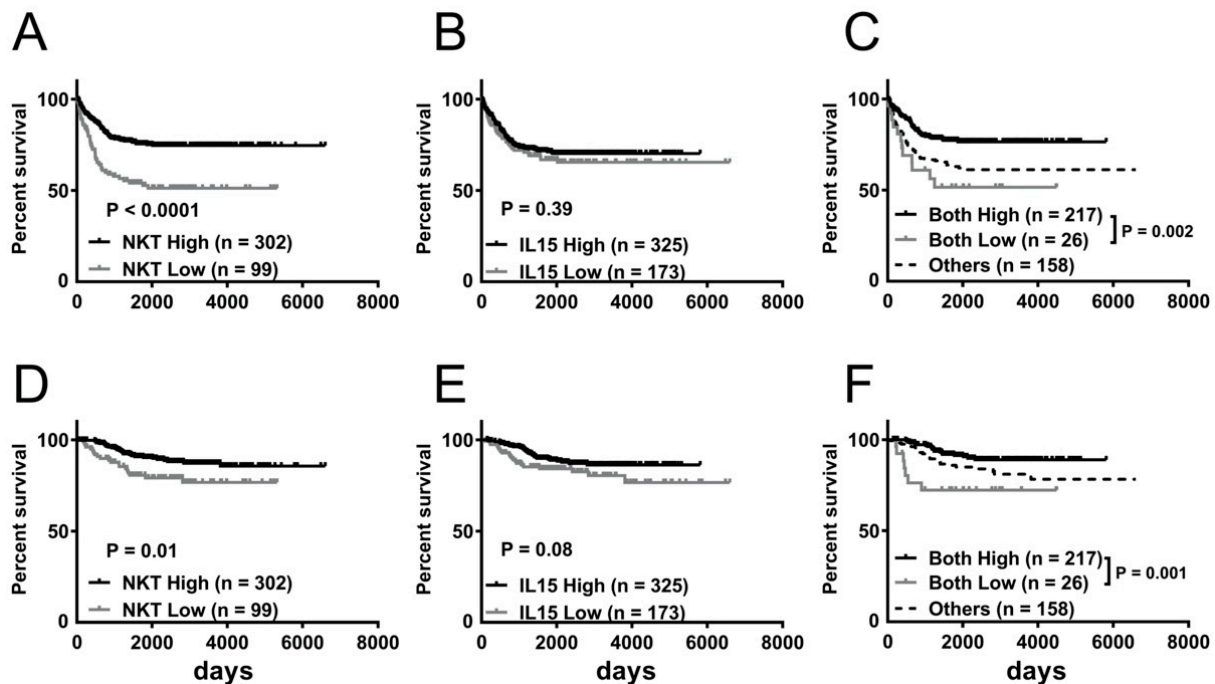 A
Percent survival
100
50
0
P < 0.0001
NKT High (n = 302)
NKT Low (n = 99)
0 2000 4000 6000 8000
B
Percent survival
100
50
0
P = 0.39
IL15 High (n = 325)
IL15 Low (n = 173)
0 2000 4000 6000 8000
C
Percent survival
100
50
0
Both High (n = 217)
Both Low (n = 26)
Others (n = 158)
P = 0.002
0 2000 4000 6000 8000
D
Percent survival
100
50
0
P = 0.01
NKT High (n = 302)
NKT Low (n = 99)
0 2000 4000 6000 8000
days
E
Percent survival
100
50
0
P = 0.08
IL15 High (n = 325)
IL15 Low (n = 173)
0 2000 4000 6000 8000
days
F
Percent survival
100
50
0
Both High (n = 217)
Both Low (n = 26)
Others (n = 158)
P = 0.001
0 2000 4000 6000 8000
days